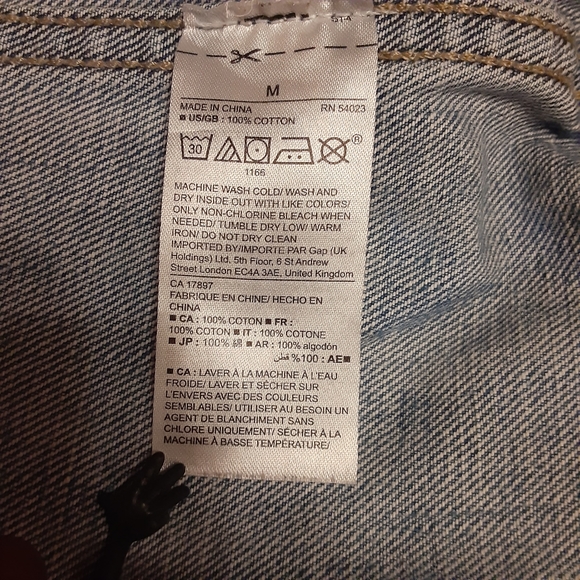 M
MADE IN CHINA RN 54023
■ US/GB : 100% COTTON
30 ®
1166
MACHINE WASH COLD/ WASH AND
DRY INSIDE OUT WITH LIKE COLORS/
ONLY NON-CHLORINE BLEACH WHEN
NEEDED/ TUMBLE DRY LOW/ WARM
IRON/ DO NOT DRY CLEAN
IMPORTED BY/IMPORTE PAR Gap (UK
Holdings) Ltd, 5th Floor, 6 St Andrew
Street London EC4A 3AE, United Kingdom
CA 17897
FABRIQUE EN CHINE/ HECHO EN
CHINA
■ CA : 100% COTON ■ FR :
100% COTON ■ IT : 100% COTONE
■ JP : 100% 綿 ■ AR : 100% algodón
■ AE : 100% قطن
■ CA : LAVER À LA MACHINE À L'EAU
FROIDE/ LAVER ET SÉCHER SUR
L'ENVERS AVEC DES COULEURS
SEMBLABLES/ UTILISER AU BESOIN UN
AGENT DE BLANCHIMENT SANS
CHLORE UNIQUEMENT/ SÉCHER À LA
MACHINE À BASSE TEMPÉRATURE/